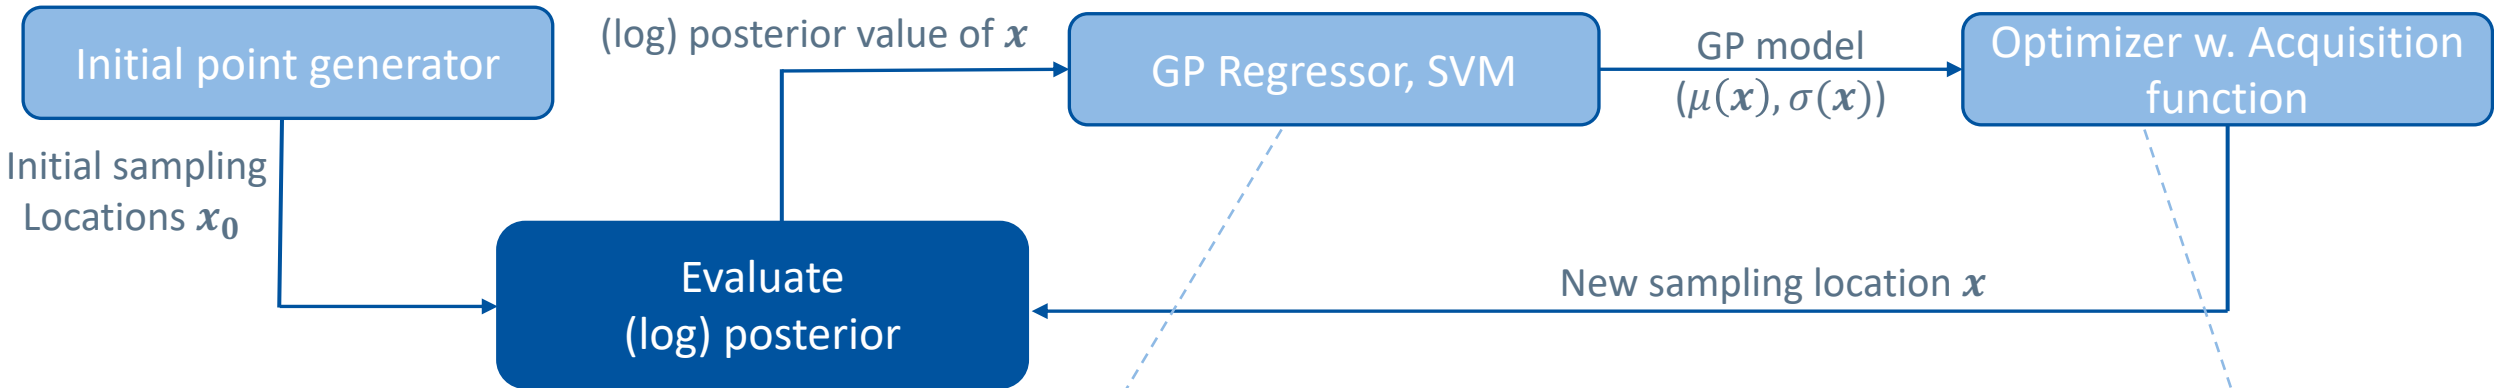 Initial point generator
(log) posterior value of 𝒙
GP Regressor, SVM
GP model
(𝜇(𝒙), 𝜎(𝒙))
Optimizer w. Acquisition
function
Initial sampling
Locations 𝒙₀
Evaluate
(log) posterior
New sampling location 𝒙